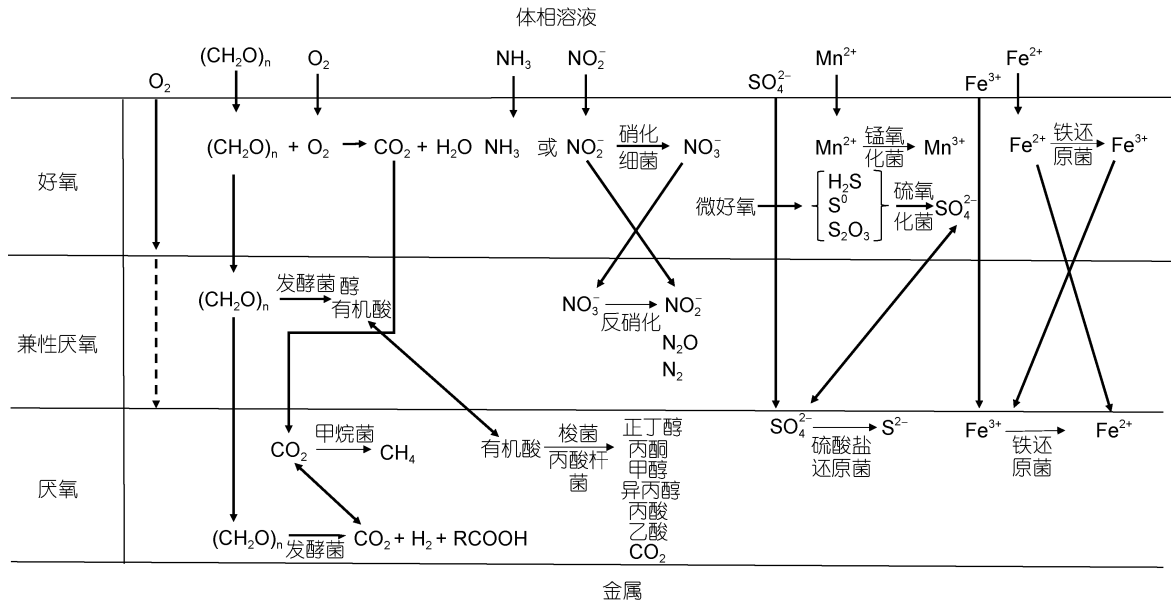 体相溶液
(CH₂O)ₙ O₂ NH₃ NO₂⁻ Mn²⁺ Fe²⁺
O₂ SO₄²⁻ Fe³⁺
好氧
(CH₂O)ₙ + O₂ → CO₂ + H₂O NH₃ 或 NO₂⁻ 硝化 NO₃⁻
细菌
Mn²⁺ 锰氧 Mn³⁺
化菌
Fe²⁺ 铁还 Fe³⁺
原菌
微好氧
H₂S
S⁰
S₂O₃
硫氧 SO₄²⁻
化菌
兼性厌氧
(CH₂O)ₙ 发酵菌 醇
有机酸
NO₃⁻ NO₂⁻
反硝化
N₂O
N₂
厌氧
CO₂ 甲烷菌 CH₄
有机酸 梭菌
丙酸杆
菌
正丁醇
丙酮
甲醇
异丙醇
丙酸
乙酸
CO₂
SO₄²⁻ S²⁻
硫酸盐
还原菌
Fe³⁺ Fe²⁺
铁还
原菌
(CH₂O)ₙ 发酵菌 CO₂ + H₂ + RCOOH
金属